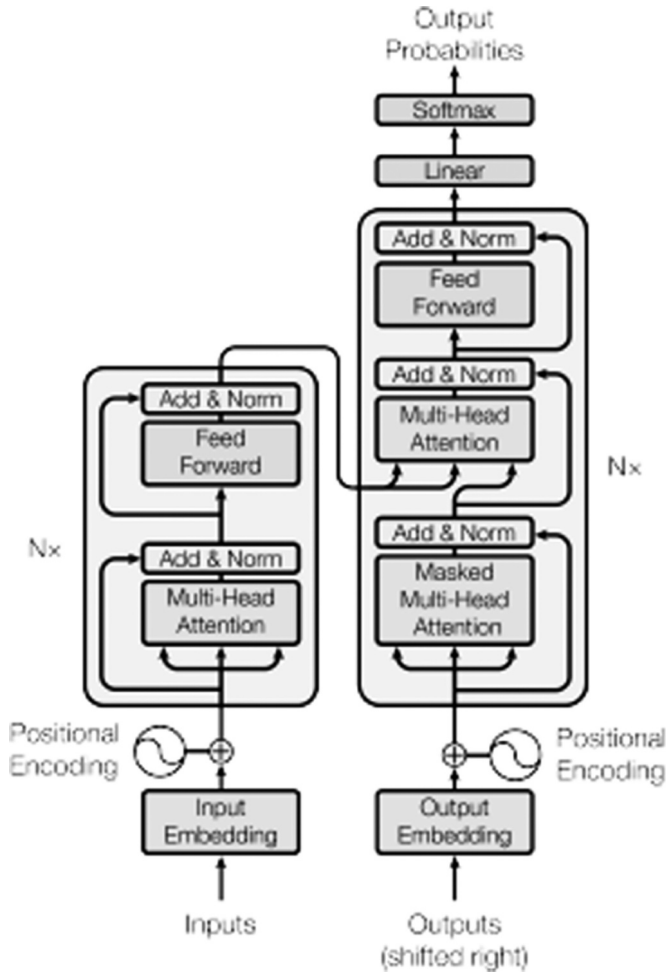 Output
Probabilities
Softmax
Linear
Add & Norm
Feed
Forward
Add & Norm
Multi-Head
Attention
Nx
Add & Norm
Masked
Multi-Head
Attention
Add & Norm
Feed
Forward
Nx
Add & Norm
Multi-Head
Attention
Positional
Encoding
Positional
Encoding
Input
Embedding
Output
Embedding
Inputs
Outputs
(shifted right)